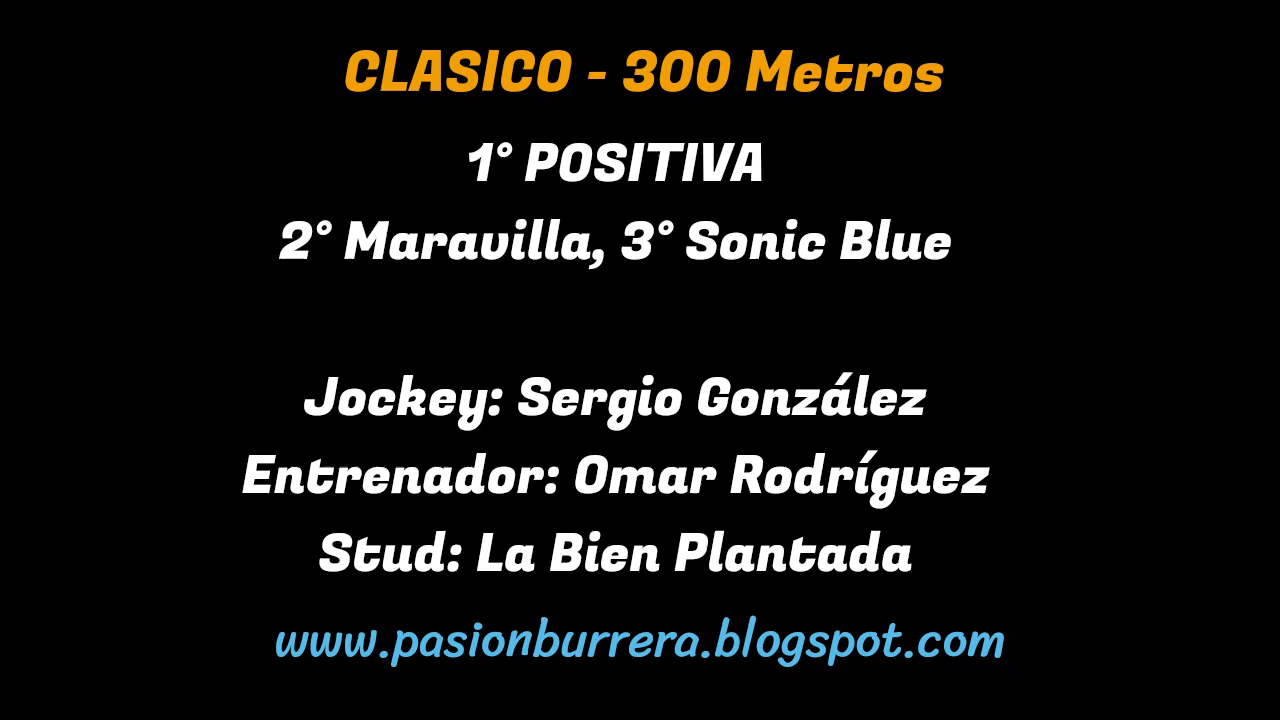 CLASICO - 300 Metros
1° POSITIVA
2° Maravilla, 3° Sonic Blue
Jockey: Sergio González
Entrenador: Omar Rodríguez
Stud: La Bien Plantada
www.pasionburrera.blogspot.com